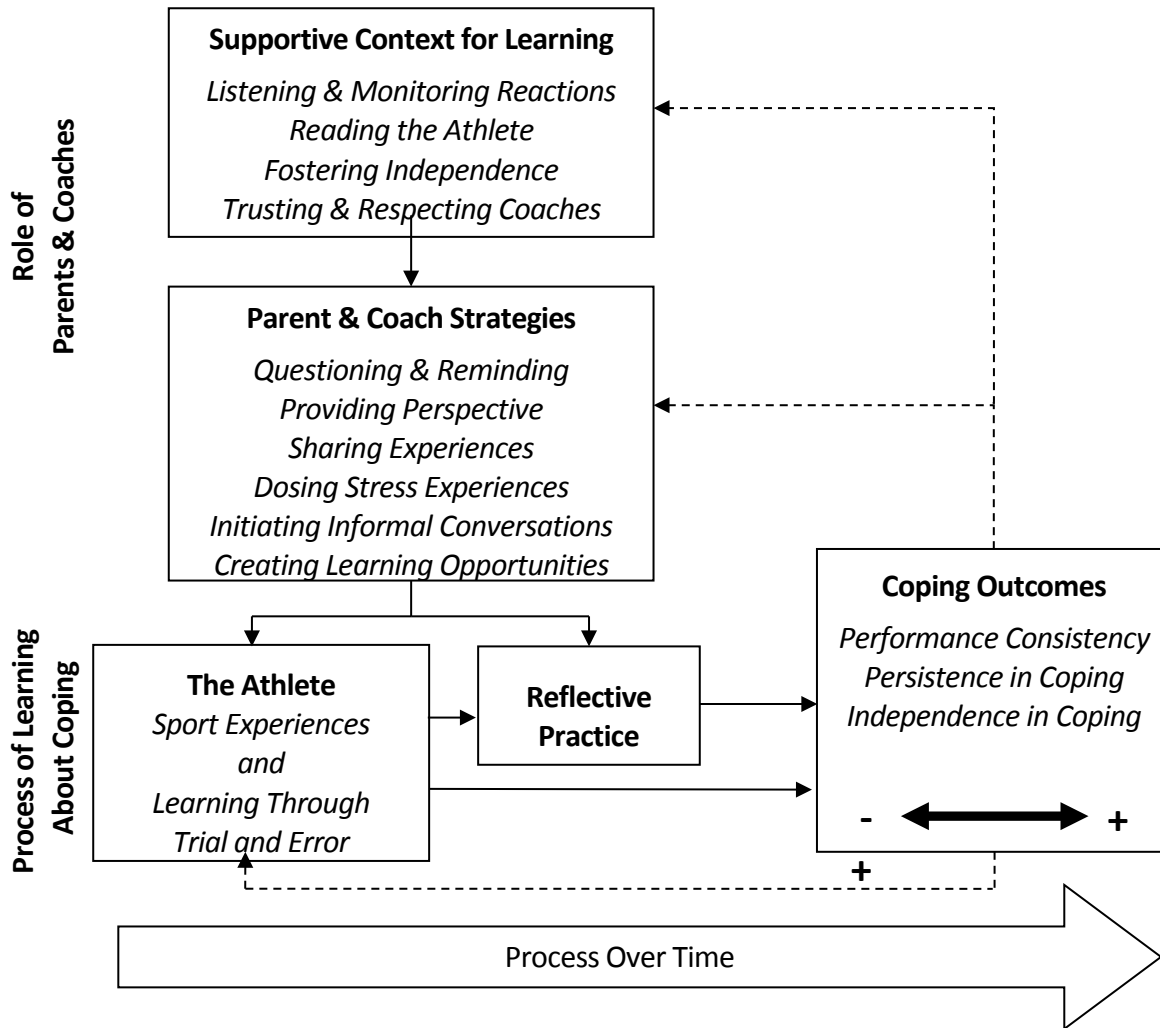 Role of
Parents & Coaches
Supportive Context for Learning
Listening & Monitoring Reactions
Reading the Athlete
Fostering Independence
Trusting & Respecting Coaches
Parent & Coach Strategies
Questioning & Reminding
Providing Perspective
Sharing Experiences
Dosing Stress Experiences
Initiating Informal Conversations
Creating Learning Opportunities
Process of Learning
About Coping
The Athlete
Sport Experiences
and
Learning Through
Trial and Error
Reflective
Practice
Coping Outcomes
Performance Consistency
Persistence in Coping
Independence in Coping
- +
+
Process Over Time